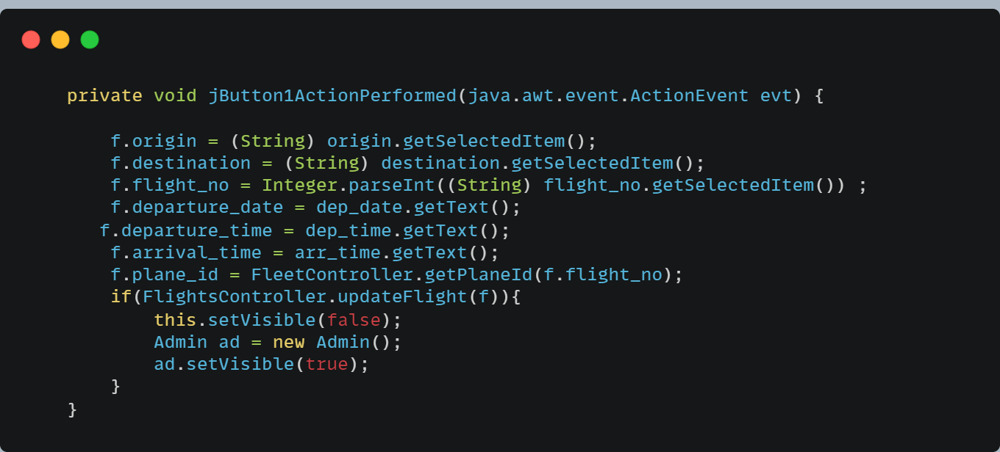 private void jButton1ActionPerformed(java.awt.event.ActionEvent evt) {
f.origin = (String) origin.getSelectedItem();
f.destination = (String) destination.getSelectedItem();
f.flight_no = Integer.parseInt((String) flight_no.getSelectedItem()) ;
f.departure_date = dep_date.getText();
f.departure_time = dep_time.getText();
f.arrival_time = arr_time.getText();
f.plane_id = FleetController.getPlaneId(f.flight_no);
if(FlightsController.updateFlight(f)){
this.setVisible(false);
Admin ad = new Admin();
ad.setVisible(true);
}
}